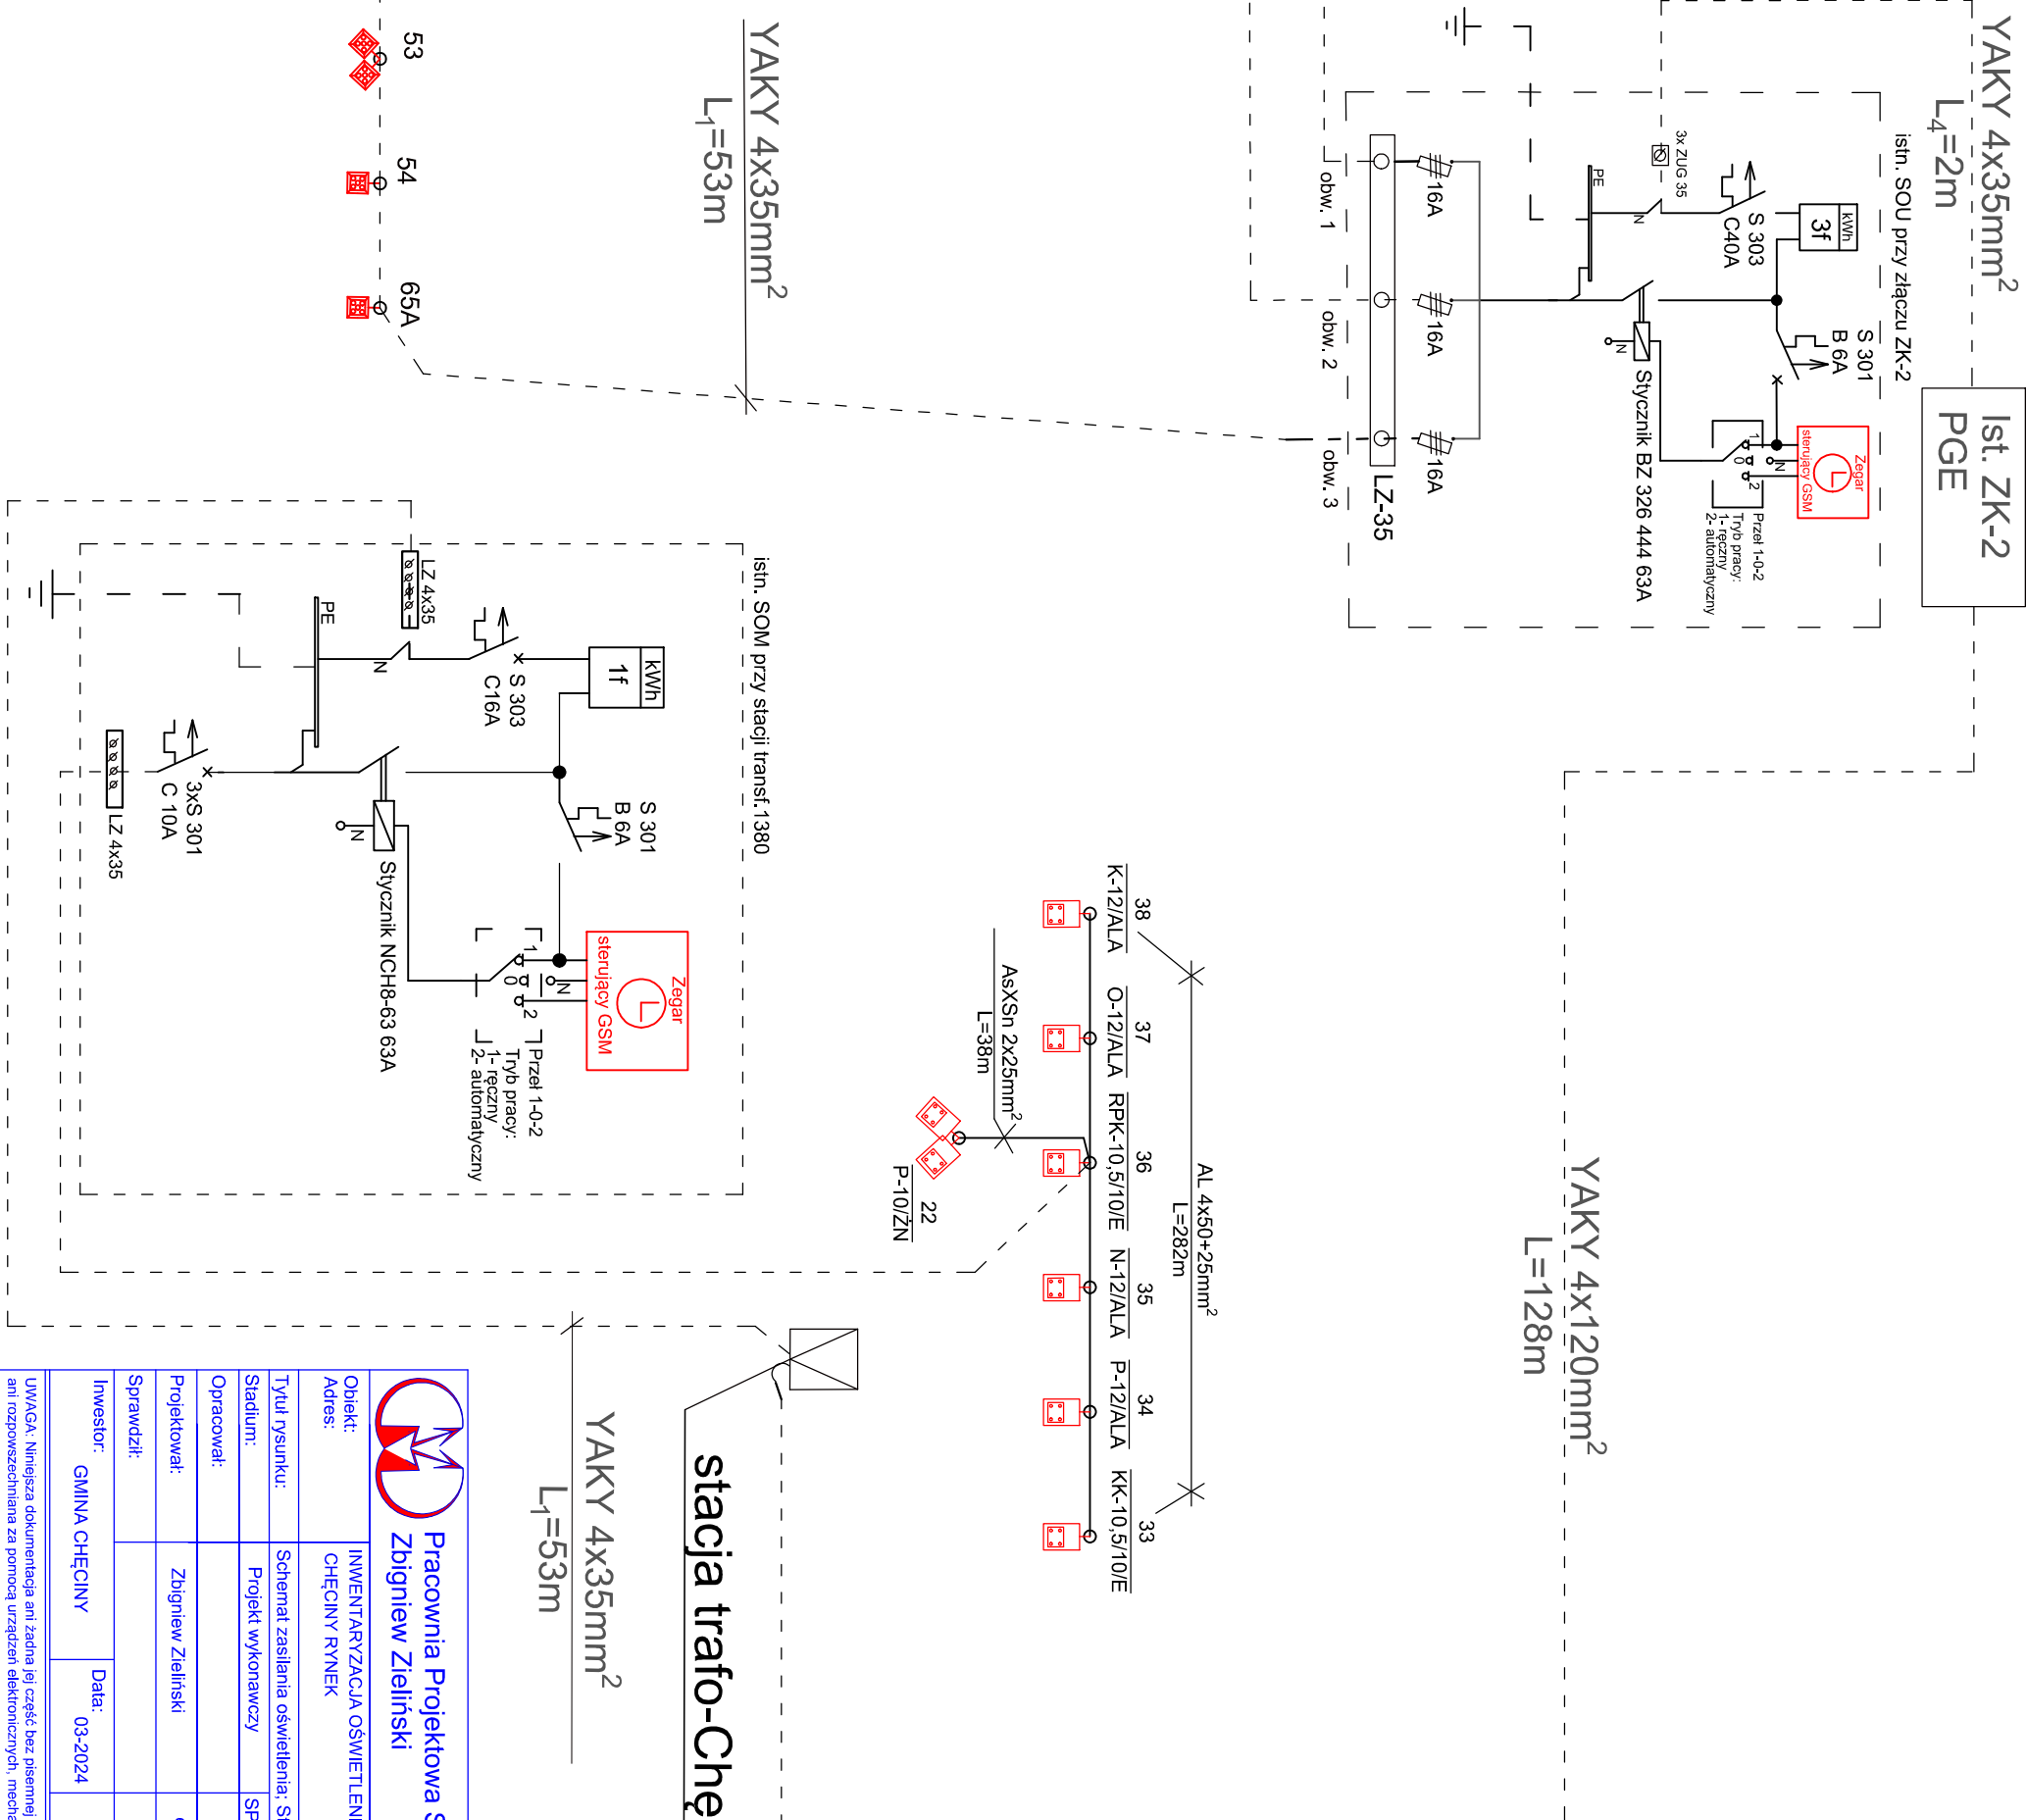 YAKY 4x35mm²
L4=2m
Ist. ZK-2
PGE
istn. SOU przy złączu ZK-2
kWh
3f
S 301
B 6A
S 303
C40A
3x ZUG 35
PE
N
N
Stycznik BZ 326 444 63A
Zegar
sterujący GSM
1
0
2
N
Przeł 1-0-2
Tryb pracy:
1- ręczny
2- automatyczny
16A
16A
16A
LZ-35
obw. 1
obw. 2
obw. 3
YAKY 4x35mm²
L1=53m
53
54
65A
YAKY 4x120mm²
L=128m
AL 4x50+25mm²
L=282m
38
K-12/ALA
37
O-12/ALA
36
RPK-10,5/10/E
35
N-12/ALA
34
P-12/ALA
33
KK-10,5/10/E
AsXSn 2x25mm²
L=38m
22
P-10/ŻN
istn. SOM przy stacji transf.1380
kWh
1f
S 301
B 6A
S 303
C16A
LZ 4x35
PE
N
N
Stycznik NCH8-63 63A
Zegar
sterujący GSM
1
0
2
N
Przeł 1-0-2
Tryb pracy:
1- ręczny
2- automatyczny
3xS 301
C 10A
LZ 4x35
stacja trafo-Chę
YAKY 4x35mm²
L1=53m
Pracownia Projektowa
Zbigniew Zieliński
Obiekt:
Adres:
INWENTARYZACJA
CHĘCINY RYNEK
Tytuł rysunku:
Schemat zasilania oświetlenia;
Stadium:
Projekt wykonawczy
Opracował:
Projektował:
Zbigniew Zieliński
Sprawdził:
Inwestor:
GMINA CHĘCINY
Data:
03-2024
UWAGA: Niniejsza dokumentacja ani żadna jej część bez pisemnej
ani rozpowszechniana za pomocą urządzeń elektronicznych,